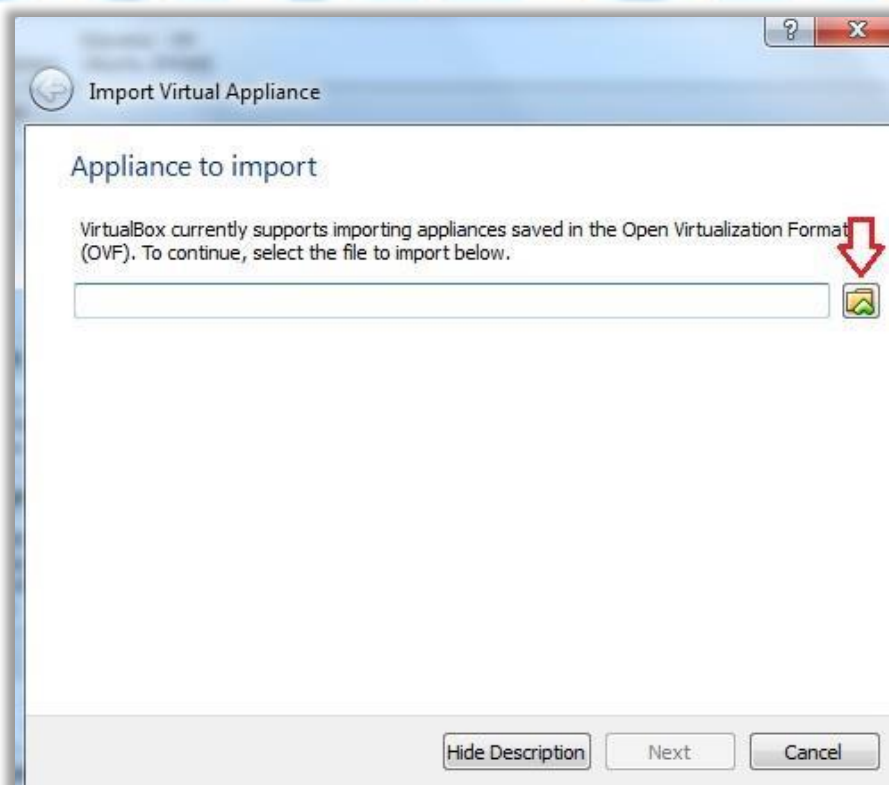 ?
x
Import Virtual Appliance
Appliance to import
VirtualBox currently supports importing appliances saved in the Open Virtualization Format
(OVF). To continue, select the file to import below.
Hide Description
Next
Cancel